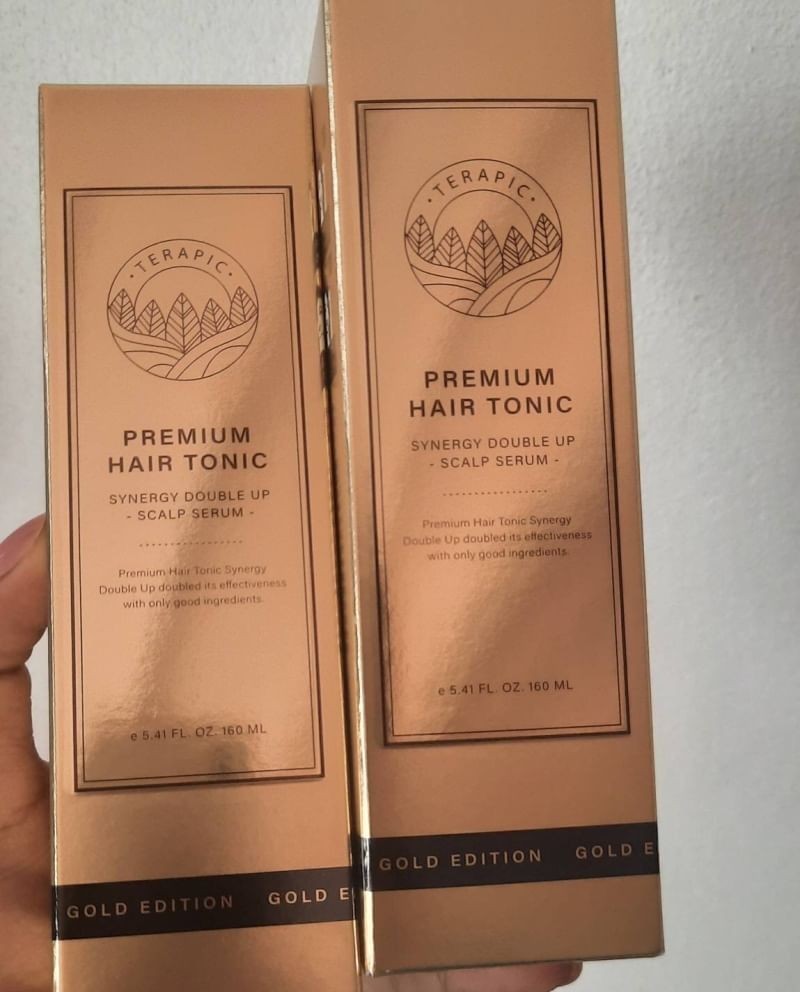 TERAPIC
PREMIUM
HAIR TONIC
SYNERGY DOUBLE UP
- SCALP SERUM -
Premium Hair Tonic Synergy
Double Up doubled its effectiveness
with only good ingredients.
e 5.41 FL. OZ. 160 ML
GOLD EDITION GOLD E
TERAPIC
PREMIUM
HAIR TONIC
SYNERGY DOUBLE UP
- SCALP SERUM -
Premium Hair Tonic Synergy
Double Up doubled its effectiveness
with only good ingredients.
e 5.41 FL. OZ. 160 ML
GOLD EDITION GOLD E